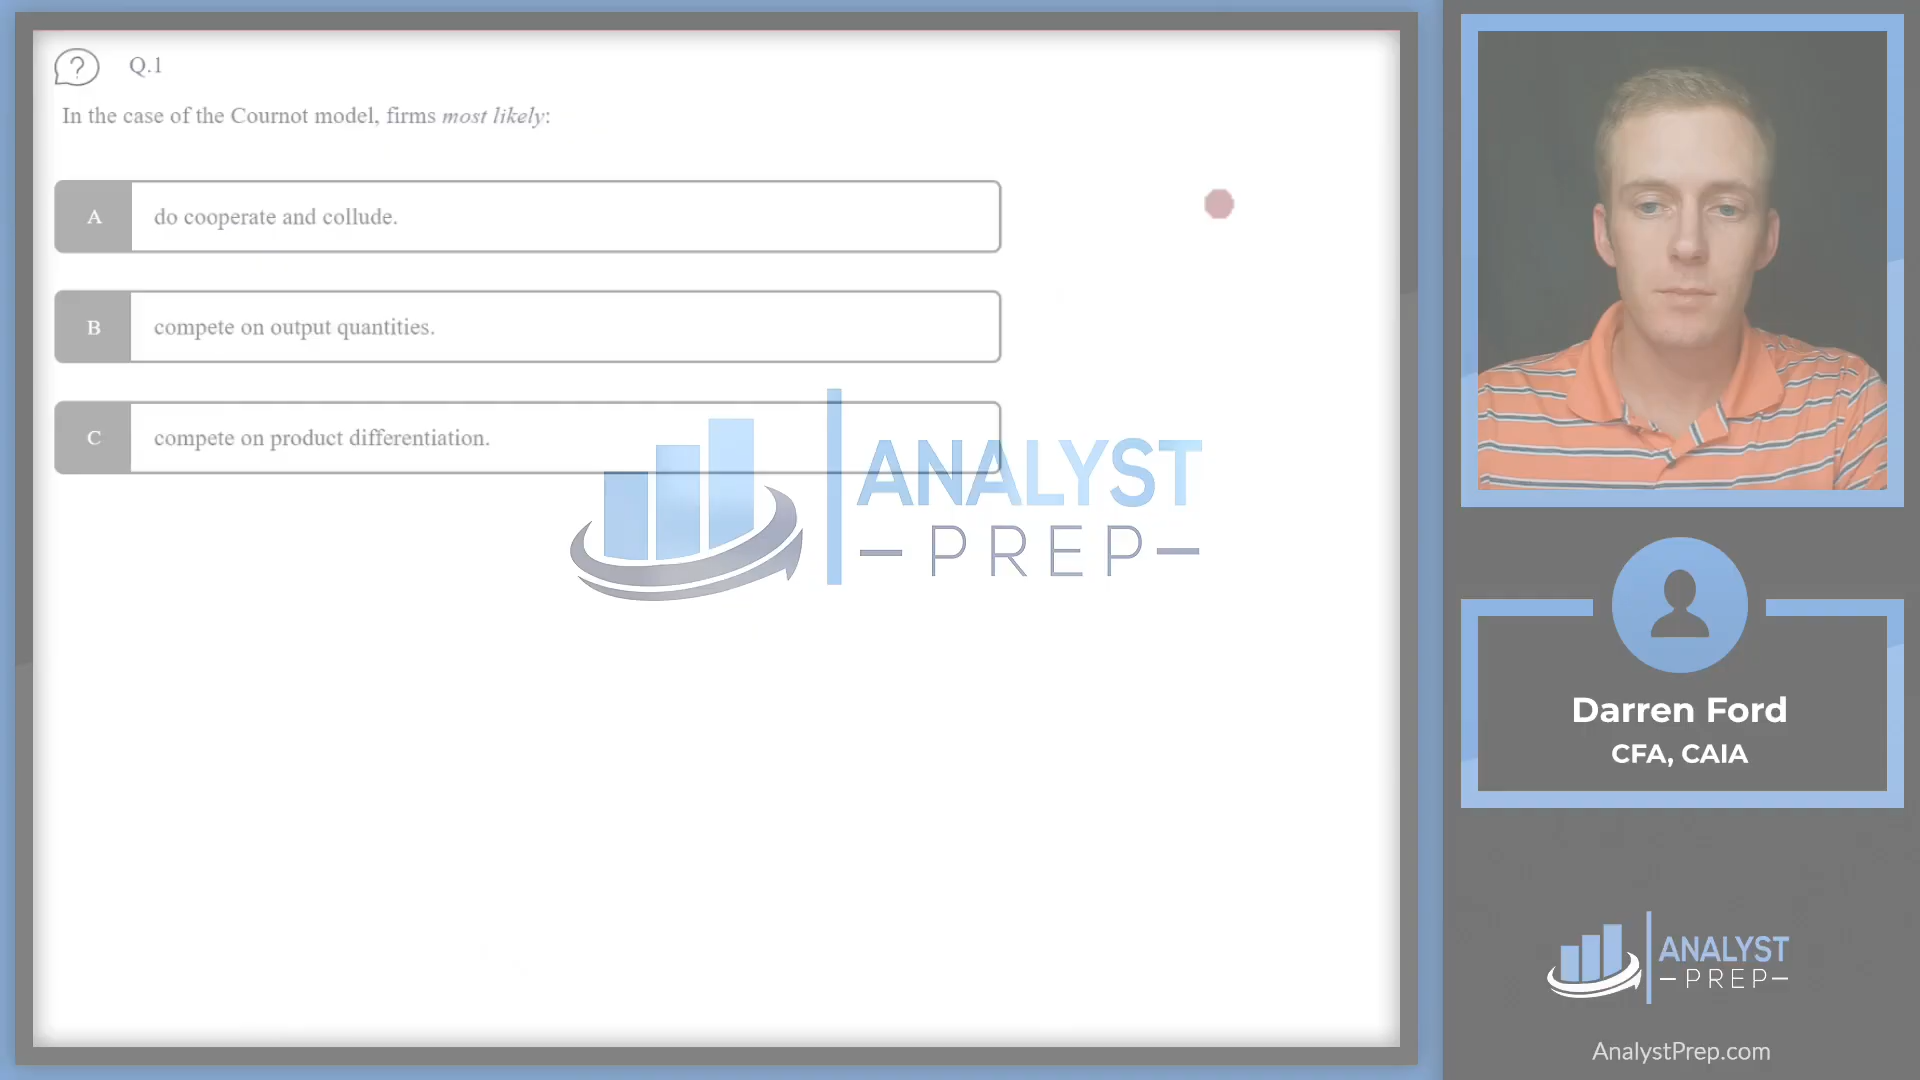 Q.1
In the case of the Cournot model, firms most likely:
A do cooperate and collude.
B compete on output quantities.
C compete on product differentiation.
ANALYST
–PREP–
Darren Ford
CFA, CAIA
ANALYST
–PREP–
AnalystPrep.com